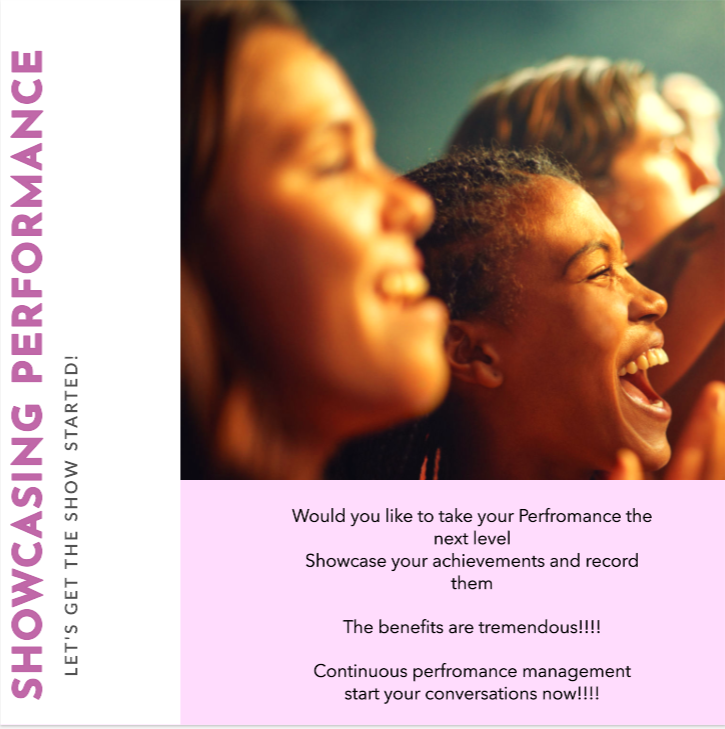 SHOWCASING PERFORMANCE
LET'S GET THE SHOW STARTED!
Would you like to take your Perfromance the
next level
Showcase your achievements and record
them
The benefits are tremendous!!!!
Continuous perfromance management
start your conversations now!!!!